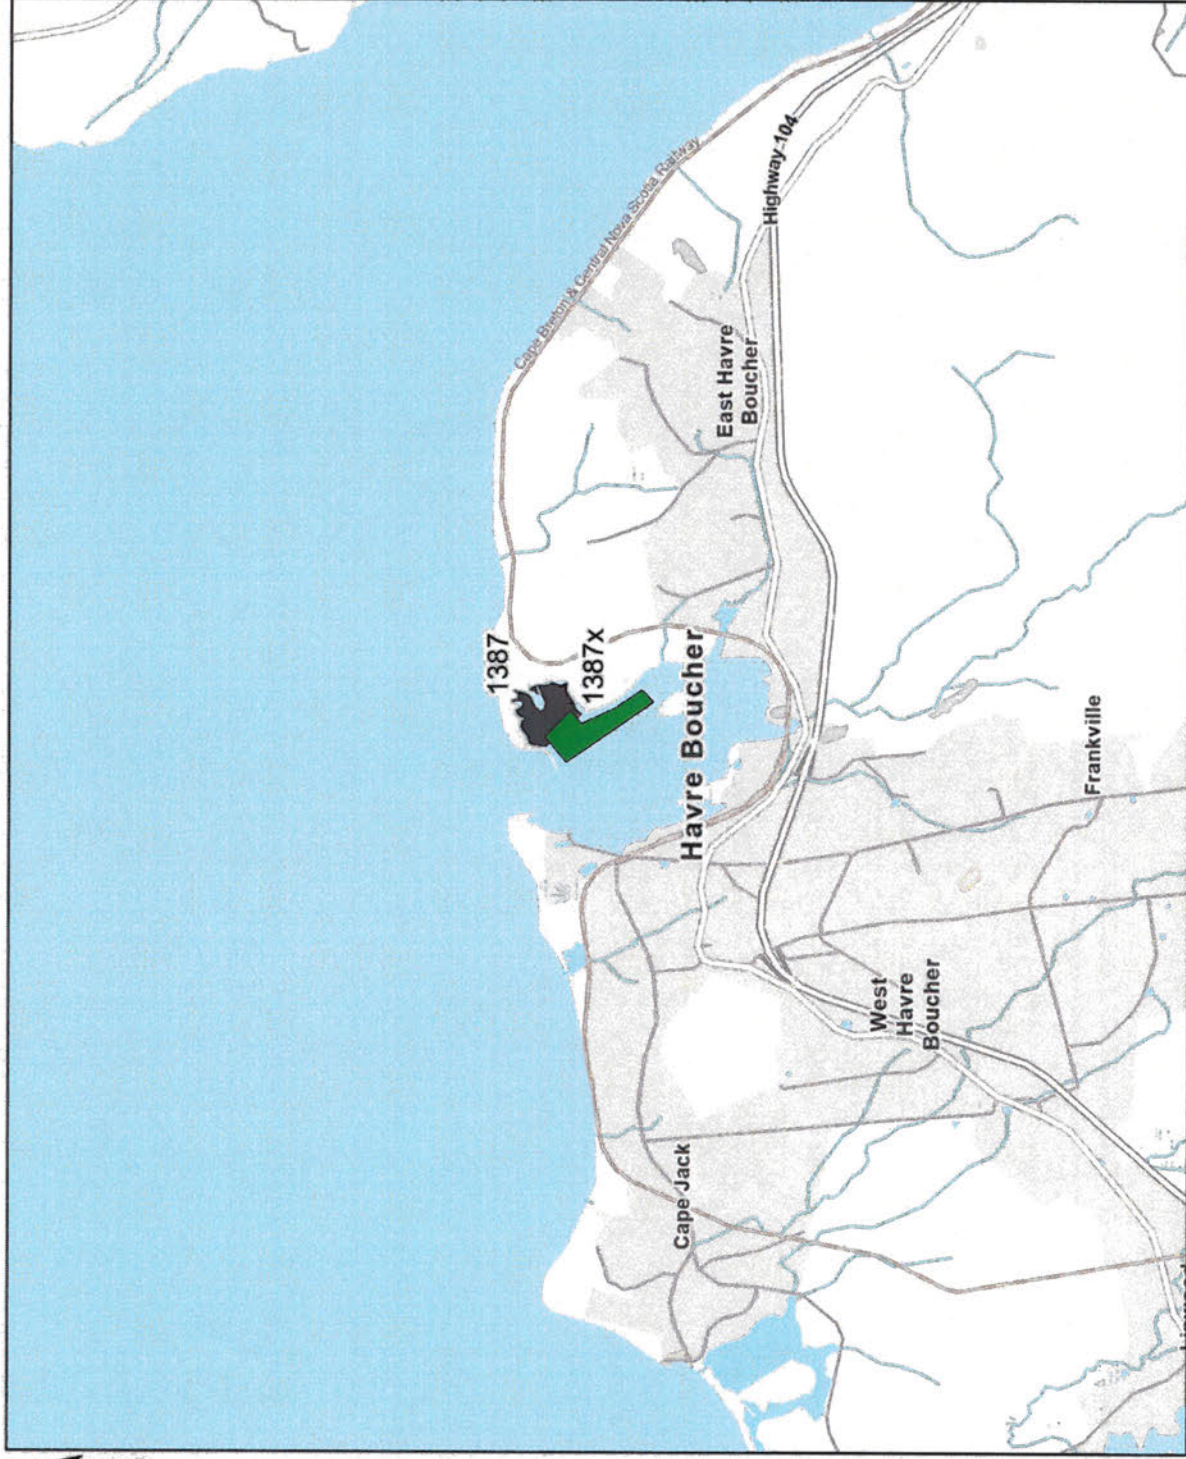 Cape Breton & Central Nova Scotia Railway
Highway 104
1387
1387x
East Havre
Boucher
Havre Boucher
Frankville
West
Havre
Boucher
Cape Jack